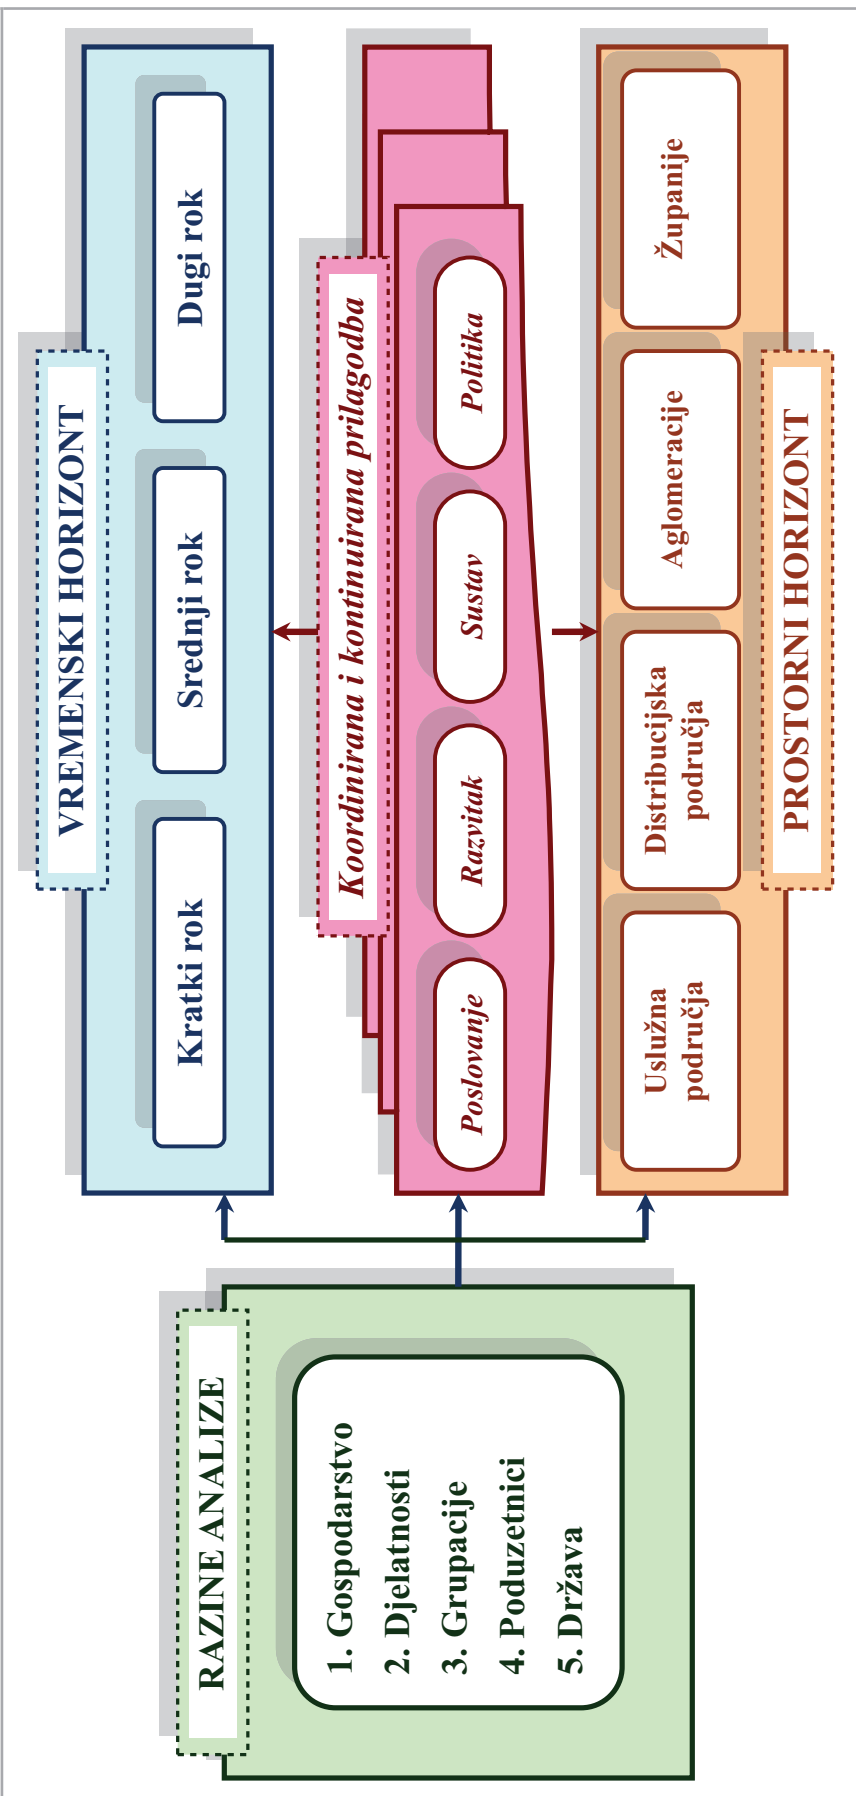 RAZINE ANALIZE
1. Gospodarstvo
2. Djelatnosti
3. Grupacije
4. Poduzetnici
5. Država
VREMENSKI HORIZONT
Kratki rok
Srednji rok
Dugi rok
Koordinirana i kontinuirana prilagodba
Poslovanje
Razvitak
Sustav
Politika
Uslužna
područja
Distribucijska
područja
Aglomeracije
Županije
PROSTORNI HORIZONT